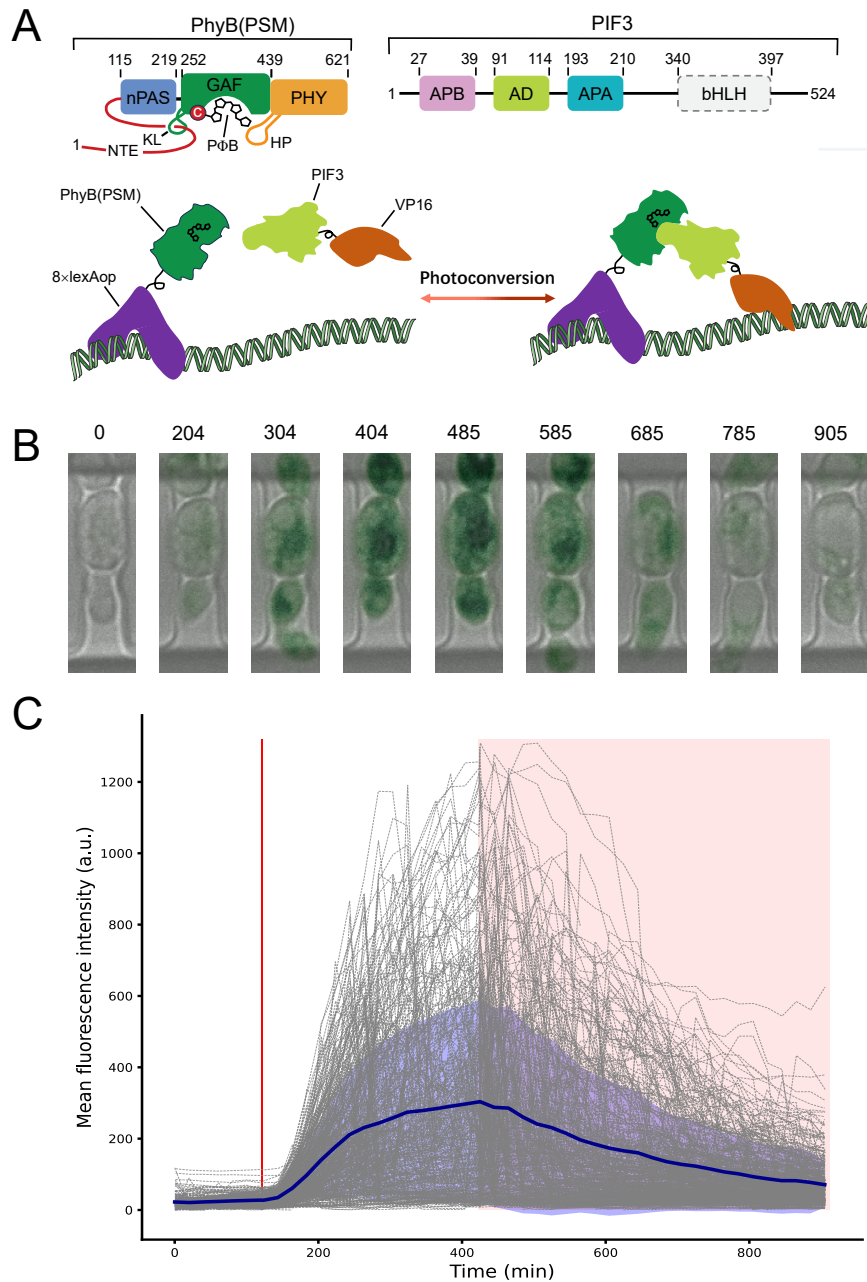 A
PhyB(PSM)
PIF3
115 219 252 439 621
27 39 91 114 193 210 340 397
nPAS GAF PHY
1 APB AD APA bHLH 524
C
1 NTE KL PΦB HP
PhyB(PSM)
PIF3
VP16
8×lexAop
Photoconversion
B
0 204 304 404 485 585 685 785 905
C
Mean fluorescence intensity (a.u.)
1200
1000
800
600
400
200
0
0 200 400 600 800
Time (min)